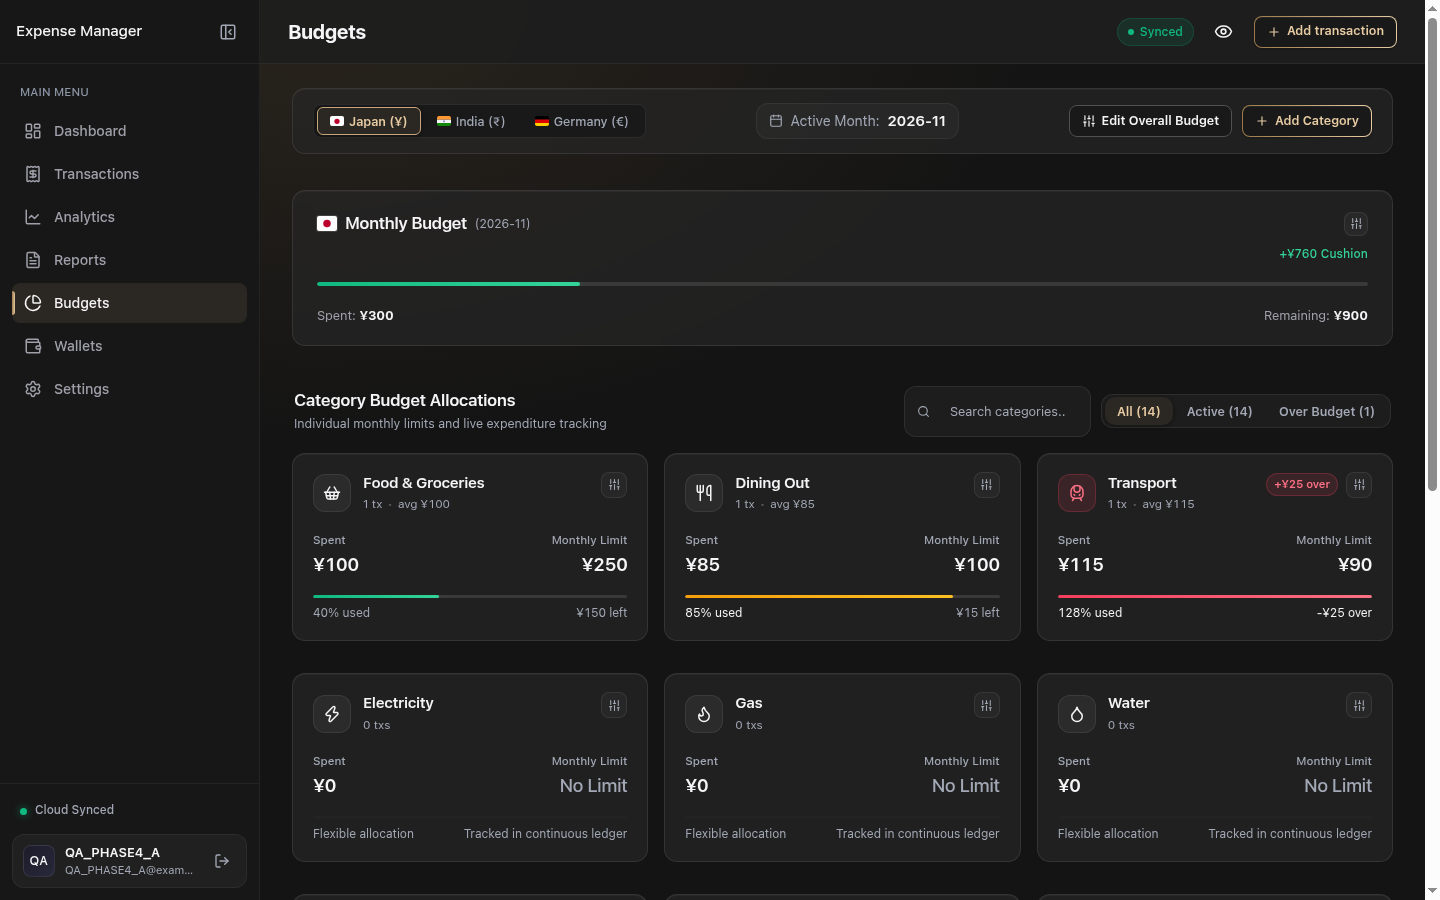 Expense Manager
MAIN MENU
Dashboard
Transactions
Analytics
Reports
Budgets
Wallets
Settings
Cloud Synced
QA
QA_PHASE4_A
QA_PHASE4_A@exam...
Budgets
Synced
Add transaction
Japan (¥)
India (₹)
Germany (€)
Active Month: 2026-11
Edit Overall Budget
Add Category
Monthly Budget (2026-11)
+¥760 Cushion
Spent: ¥300
Remaining: ¥900
Category Budget Allocations
Individual monthly limits and live expenditure tracking
Search categories..
All (14)
Active (14)
Over Budget (1)
Food & Groceries
1 tx · avg ¥100
Spent
Monthly Limit
¥100
¥250
40% used
¥150 left
Dining Out
1 tx · avg ¥85
Spent
Monthly Limit
¥85
¥100
85% used
¥15 left
Transport
+¥25 over
1 tx · avg ¥115
Spent
Monthly Limit
¥115
¥90
128% used
-¥25 over
Electricity
0 txs
Spent
Monthly Limit
¥0
No Limit
Flexible allocation
Tracked in continuous ledger
Gas
0 txs
Spent
Monthly Limit
¥0
No Limit
Flexible allocation
Tracked in continuous ledger
Water
0 txs
Spent
Monthly Limit
¥0
No Limit
Flexible allocation
Tracked in continuous ledger